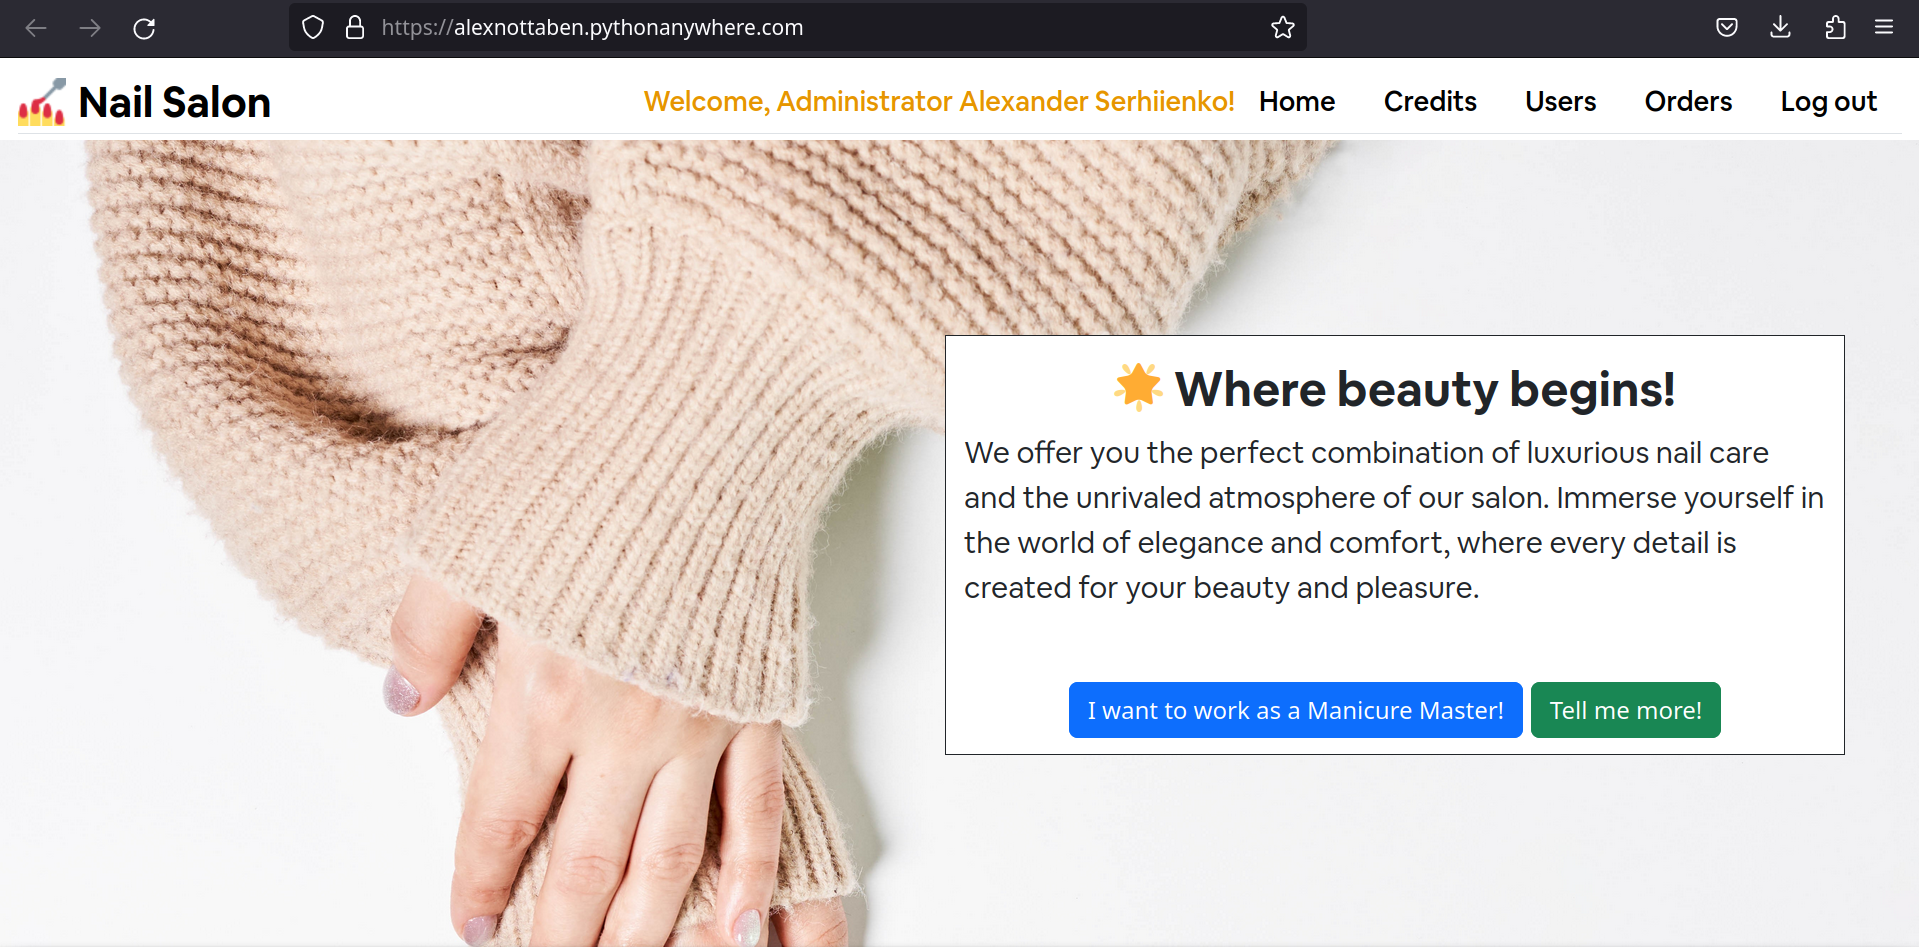 https://alexnottaben.pythonanywhere.com
Nail Salon
Welcome, Administrator Alexander Serhiienko! Home Credits Users Orders Log out
Where beauty begins!
We offer you the perfect combination of luxurious nail care
and the unrivaled atmosphere of our salon. Immerse yourself in
the world of elegance and comfort, where every detail is
created for your beauty and pleasure.
I want to work as a Manicure Master! Tell me more!